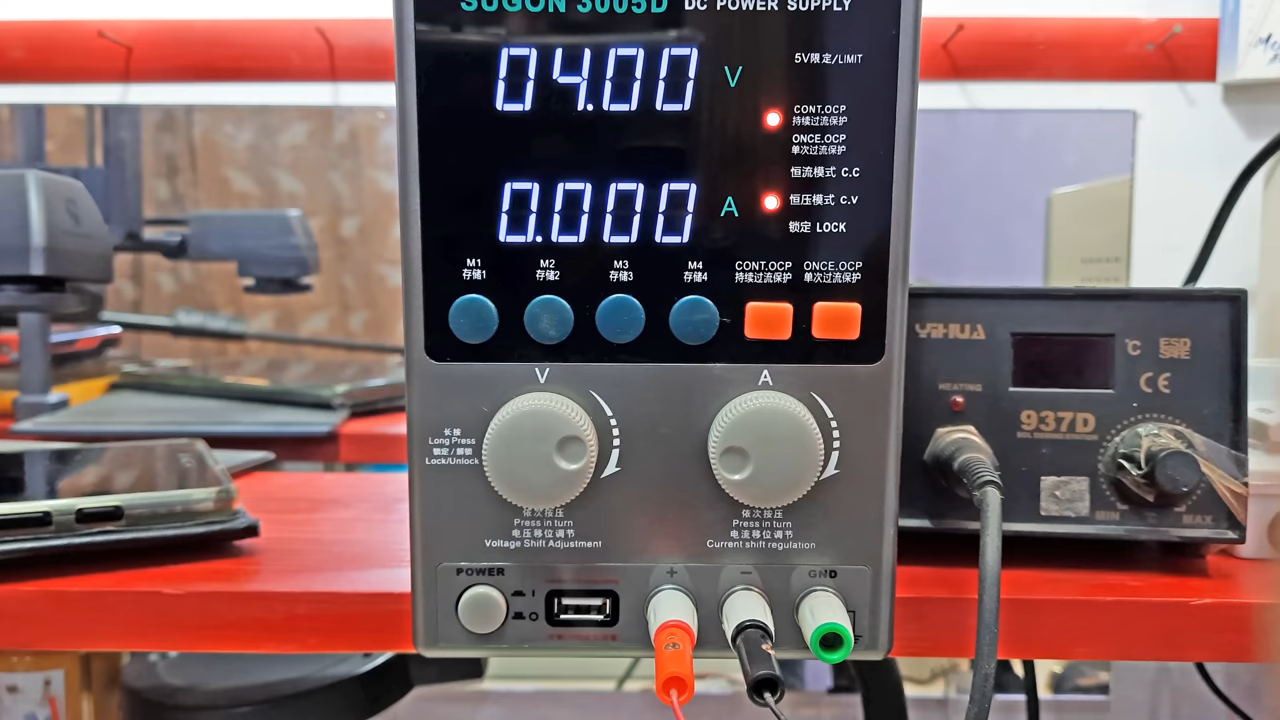 SUGON 3005D DC POWER SUPPLY
04.00 V
5V限定/LIMIT
CONT.OCP
持续过流保护
ONCE.OCP
单次过流保护
恒流模式 C.C
0.000 A
恒压模式 C.V
锁定 LOCK
M1
存储1
M2
存储2
M3
存储3
M4
存储4
CONT.OCP
持续过流保护
ONCE.OCP
单次过流保护
V
A
长按
Long Press
锁定/解锁
Lock/Unlock
依次按压
Press in turn
电压移位调节
Voltage Shift Adjustment
依次按压
Press in turn
电流移位调节
Current shift regulation
POWER
I
O
+
−
GND
YIHUA
°C
ESD
SAFE
CE
HEATING
937D
MIN
MAX